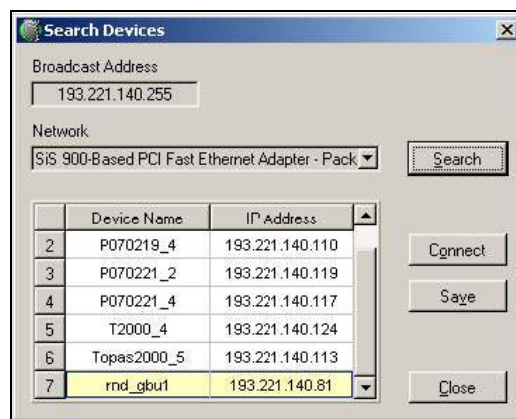 Search Devices
Broadcast Address
193.221.140.255
Network
SiS 900-Based PCI Fast Ethernet Adapter - Pack
Search
Device Name IP Address
2 P070219_4 193.221.140.110
3 P070221_2 193.221.140.119
4 P070221_4 193.221.140.117
5 T2000_4 193.221.140.124
6 Topas2000_5 193.221.140.113
7 rnd_gbu1 193.221.140.81
Connect
Save
Close